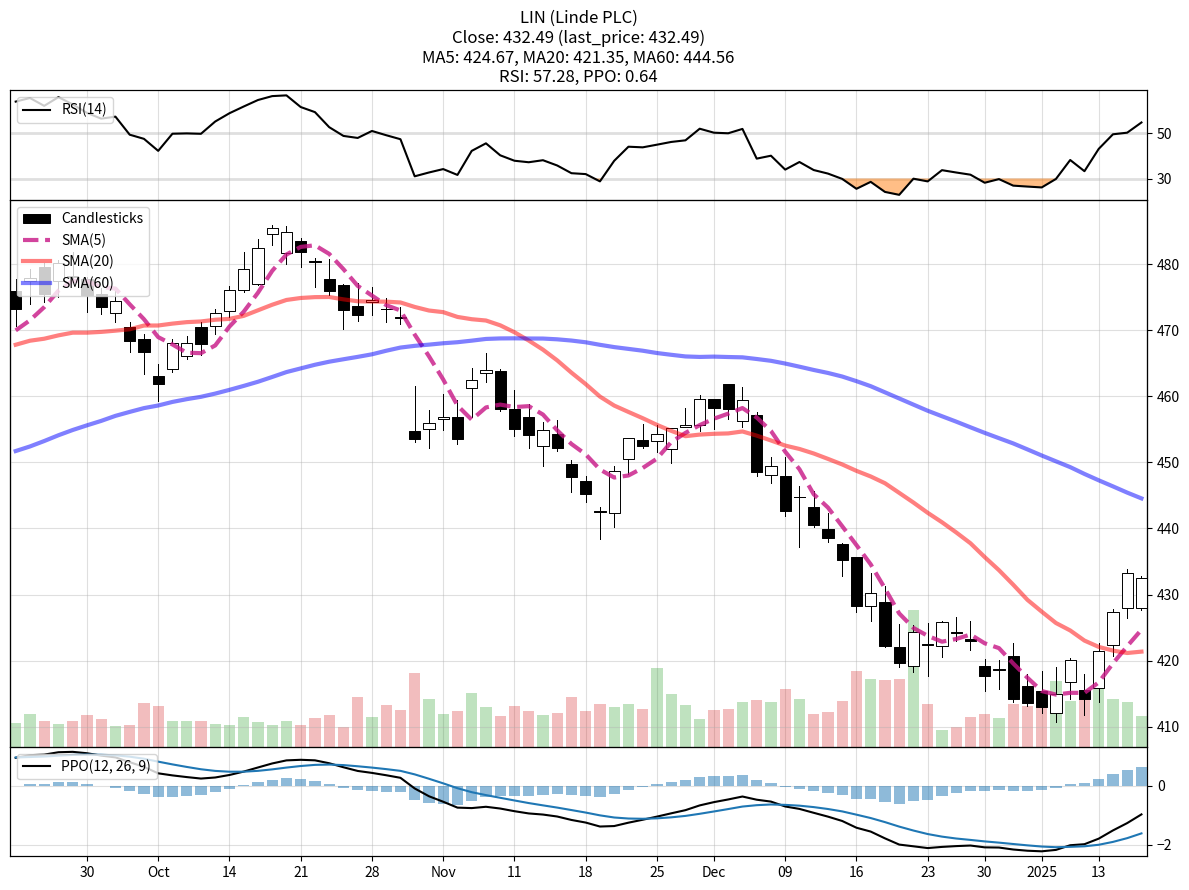 LIN (Linde PLC)
Close: 432.49 (last_price: 432.49)
MA5: 424.67, MA20: 421.35, MA60: 444.56
RSI: 57.28, PPO: 0.64
RSI(14)
50
30
Candlesticks
SMA(5)
SMA(20)
SMA(60)
480
470
460
450
440
430
420
410
PPO(12, 26, 9)
0
−2
30 Oct 14 21 28 Nov 11 18 25 Dec 09 16 23 30 2025 13